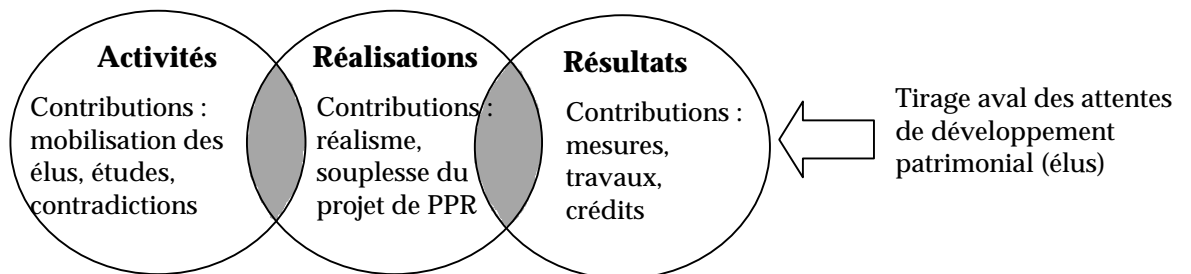 Activités
Contributions :
mobilisation des
élus, études,
contradictions
Réalisations
Contributions :
réalisme,
souplesse du
projet de PPR
Résultats
Contributions :
mesures,
travaux,
crédits
Tirage aval des attentes
de développement
patrimonial (élus)